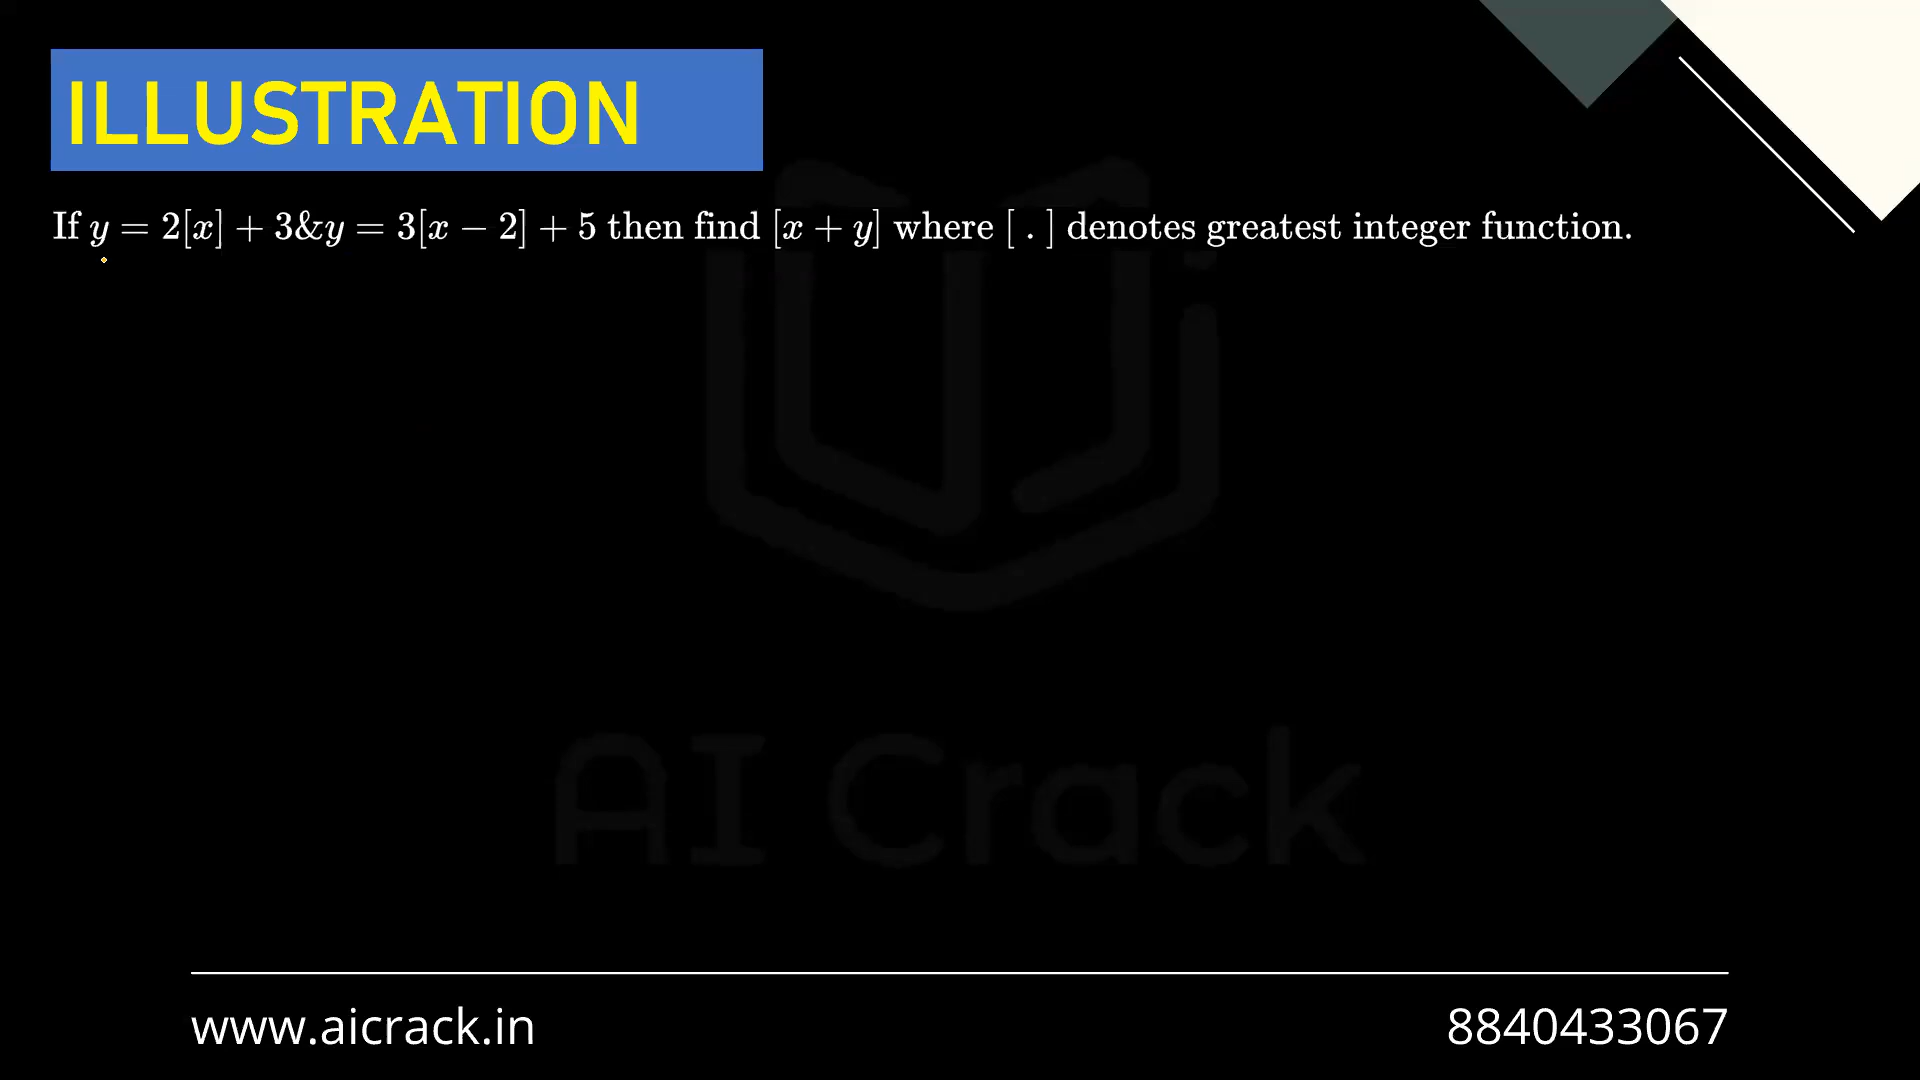 ILLUSTRATION
If y = 2[x] + 3&y = 3[x − 2] + 5 then find [x + y] where [ . ] denotes greatest integer function.
AI Crack
www.aicrack.in 8840433067